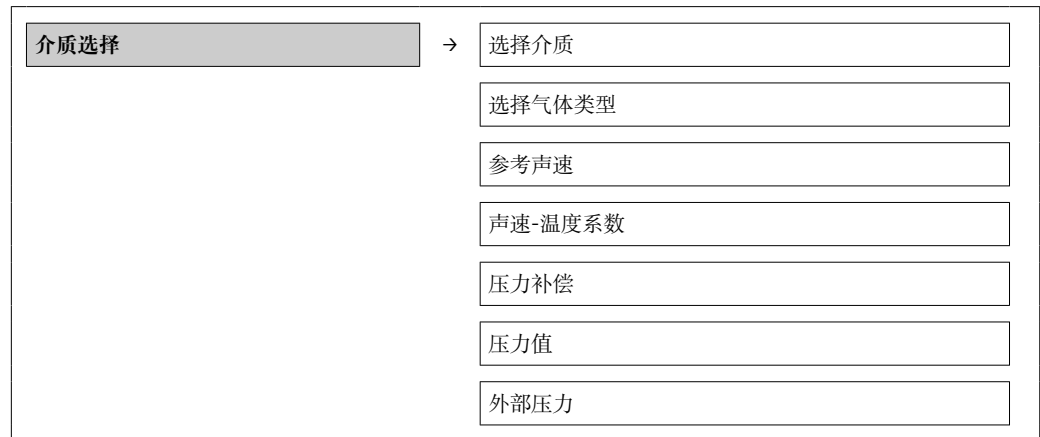 介质选择 → 选择介质
选择气体类型
参考声速
声速-温度系数
压力补偿
压力值
外部压力